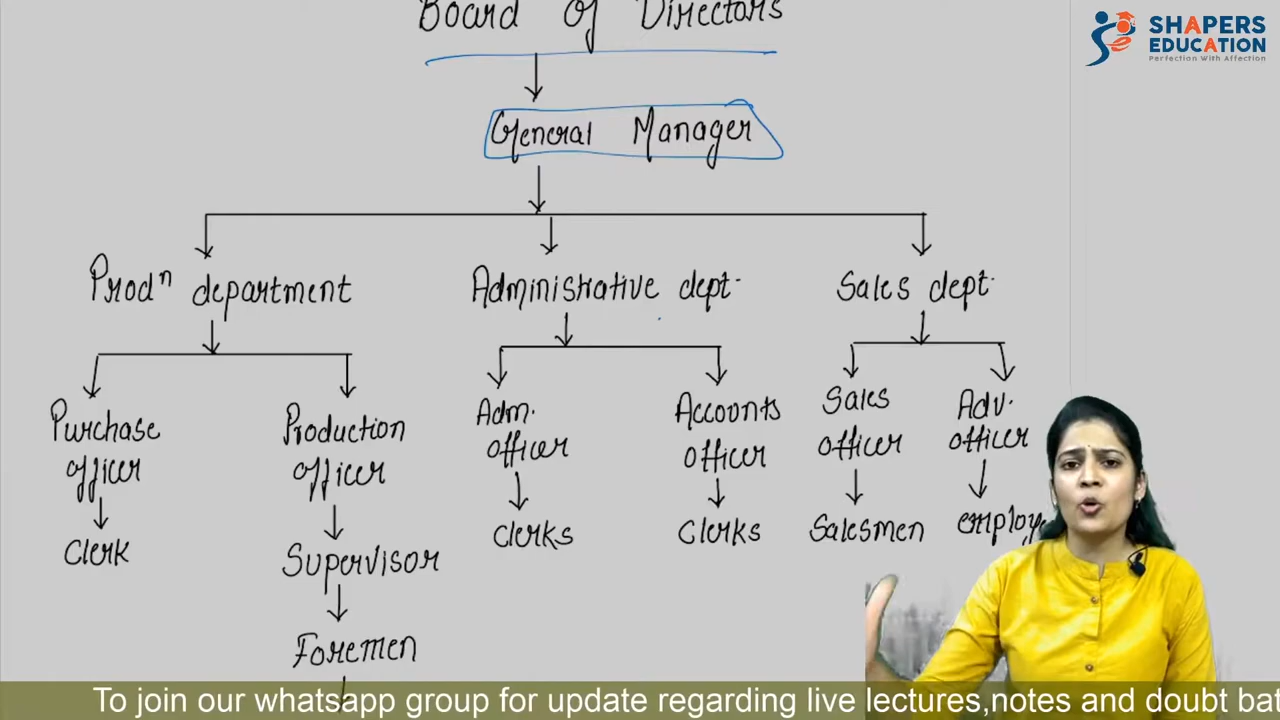 Board of Directors
SHAPERS
EDUCATION
Perfection With Affection
General Manager
Prodⁿ department
Administrative dept.
Sales dept.
Purchase officer
Production officer
Adm. officer
Accounts officer
Sales officer
Adv. officer
Clerk
Supervisor
Clerks
Clerks
Salesmen
Foremen
To join our whatsapp group for update regarding live lectures,notes and doubt bat